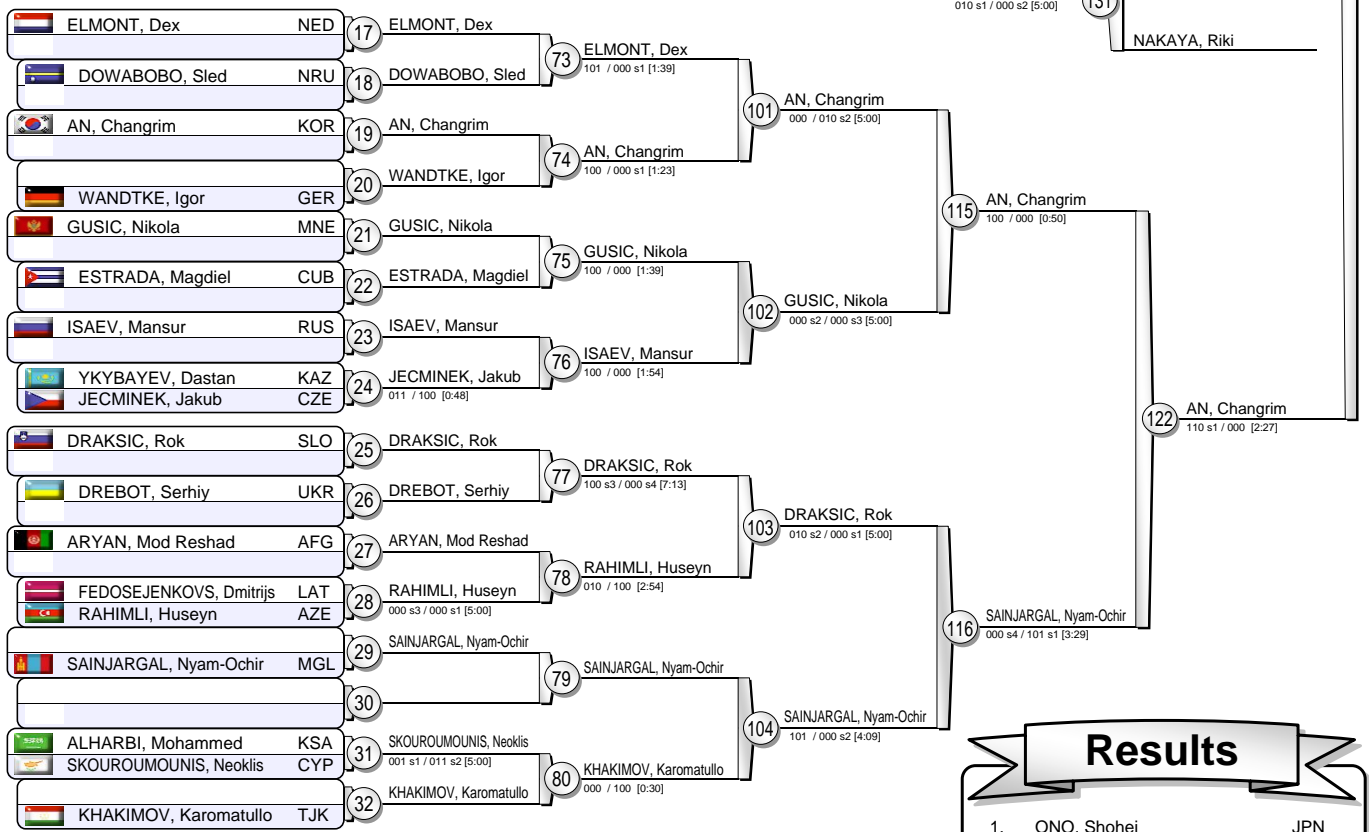 010 s1 / 000 s2 [5:00]
131
NAKAYA, Riki
ELMONT, Dex NED
17
ELMONT, Dex
DOWABOBO, Sled NRU
18
DOWABOBO, Sled
73
ELMONT, Dex
101 / 000 s1 [1:39]
AN, Changrim KOR
19
AN, Changrim
WANDTKE, Igor GER
20
WANDTKE, Igor
74
AN, Changrim
100 / 000 s1 [1:23]
101
AN, Changrim
000 / 010 s2 [5:00]
GUSIC, Nikola MNE
21
GUSIC, Nikola
ESTRADA, Magdiel CUB
22
ESTRADA, Magdiel
75
GUSIC, Nikola
100 / 000 [1:39]
ISAEV, Mansur RUS
23
ISAEV, Mansur
YKYBAYEV, Dastan KAZ
JECMINEK, Jakub CZE
24
JECMINEK, Jakub
011 / 100 [0:48]
76
ISAEV, Mansur
100 / 000 [1:54]
102
GUSIC, Nikola
000 s2 / 000 s3 [5:00]
115
AN, Changrim
100 / 000 [0:50]
DRAKSIC, Rok SLO
25
DRAKSIC, Rok
DREBOT, Serhiy UKR
26
DREBOT, Serhiy
77
DRAKSIC, Rok
100 s3 / 000 s4 [7:13]
ARYAN, Mod Reshad AFG
27
ARYAN, Mod Reshad
FEDOSEJENKOVS, Dmitrijs LAT
RAHIMLI, Huseyn AZE
28
RAHIMLI, Huseyn
000 s3 / 000 s1 [5:00]
78
RAHIMLI, Huseyn
010 / 100 [2:54]
103
DRAKSIC, Rok
010 s2 / 000 s1 [5:00]
SAINJARGAL, Nyam-Ochir MGL
29
SAINJARGAL, Nyam-Ochir
30
79
SAINJARGAL, Nyam-Ochir
ALHARBI, Mohammed KSA
SKOUROUMOUNIS, Neoklis CYP
31
SKOUROUMOUNIS, Neoklis
001 s1 / 011 s2 [5:00]
KHAKIMOV, Karomatullo TJK
32
KHAKIMOV, Karomatullo
80
KHAKIMOV, Karomatullo
000 / 100 [0:30]
104
SAINJARGAL, Nyam-Ochir
101 / 000 s2 [4:09]
116
SAINJARGAL, Nyam-Ochir
000 s4 / 101 s1 [3:29]
122
AN, Changrim
110 s1 / 000 [2:27]
Results
1. ONO, Shohei JPN